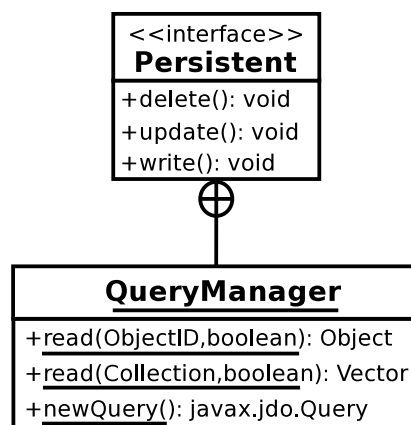 <<interface>>
Persistent
+delete(): void
+update(): void
+write(): void
QueryManager
+read(ObjectID,boolean): Object
+read(Collection,boolean): Vector
+newQuery(): javax.jdo.Query